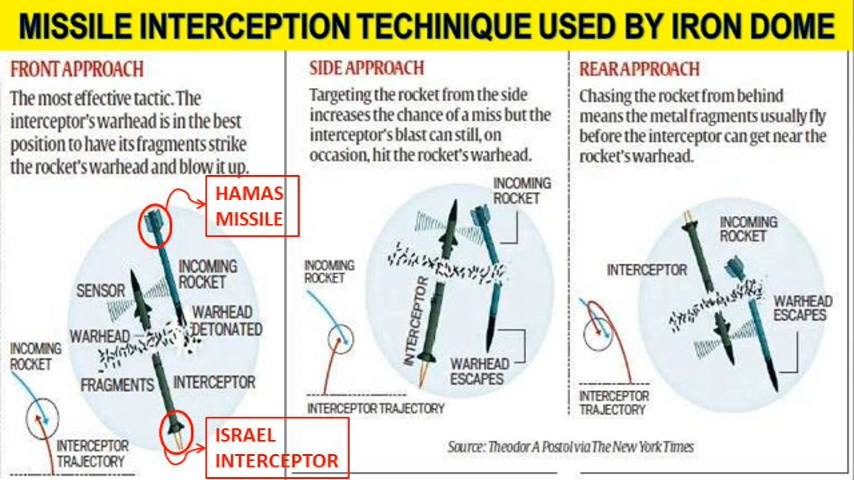 MISSILE INTERCEPTION TECHINIQUE USED BY IRON DOME
FRONT APPROACH
The most effective tactic. The
interceptor's warhead is in the best
position to have its fragments strike
the rocket's warhead and blow it up.
HAMAS
MISSILE
INCOMING
ROCKET
SENSOR
WARHEAD
DETONATED
WARHEAD
INCOMING
ROCKET
FRAGMENTS
INTERCEPTOR
INTERCEPTOR
TRAJECTORY
ISRAEL
INTERCEPTOR
SIDE APPROACH
Targeting the rocket from the side
increases the chance of a miss but the
interceptor's blast can still, on
occasion, hit the rocket's warhead.
INCOMING
ROCKET
INCOMING
ROCKET
INTERCEPTOR
WARHEAD
ESCAPES
INTERCEPTOR TRAJECTORY
REAR APPROACH
Chasing the rocket from behind
means the metal fragments usually fly
before the interceptor can get near the
rocket's warhead.
INCOMING
ROCKET
INTERCEPTOR
WARHEAD
ESCAPES
INTERCEPTOR
TRAJECTORY
Source: Theodor A Postol via The New York Times